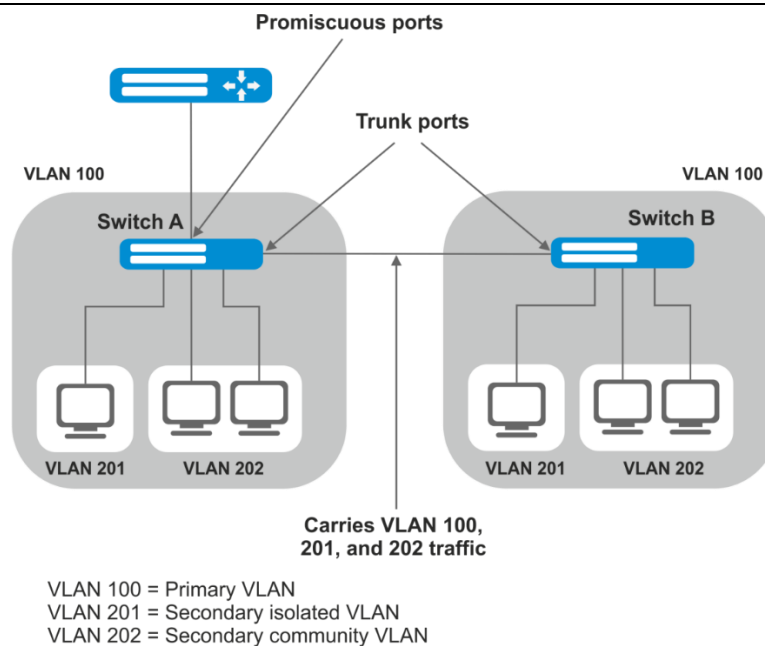 Promiscuous ports
Trunk ports
VLAN 100
VLAN 100
Switch A
Switch B
VLAN 201
VLAN 202
VLAN 201
VLAN 202
Carries VLAN 100,
201, and 202 traffic
VLAN 100 = Primary VLAN
VLAN 201 = Secondary isolated VLAN
VLAN 202 = Secondary community VLAN